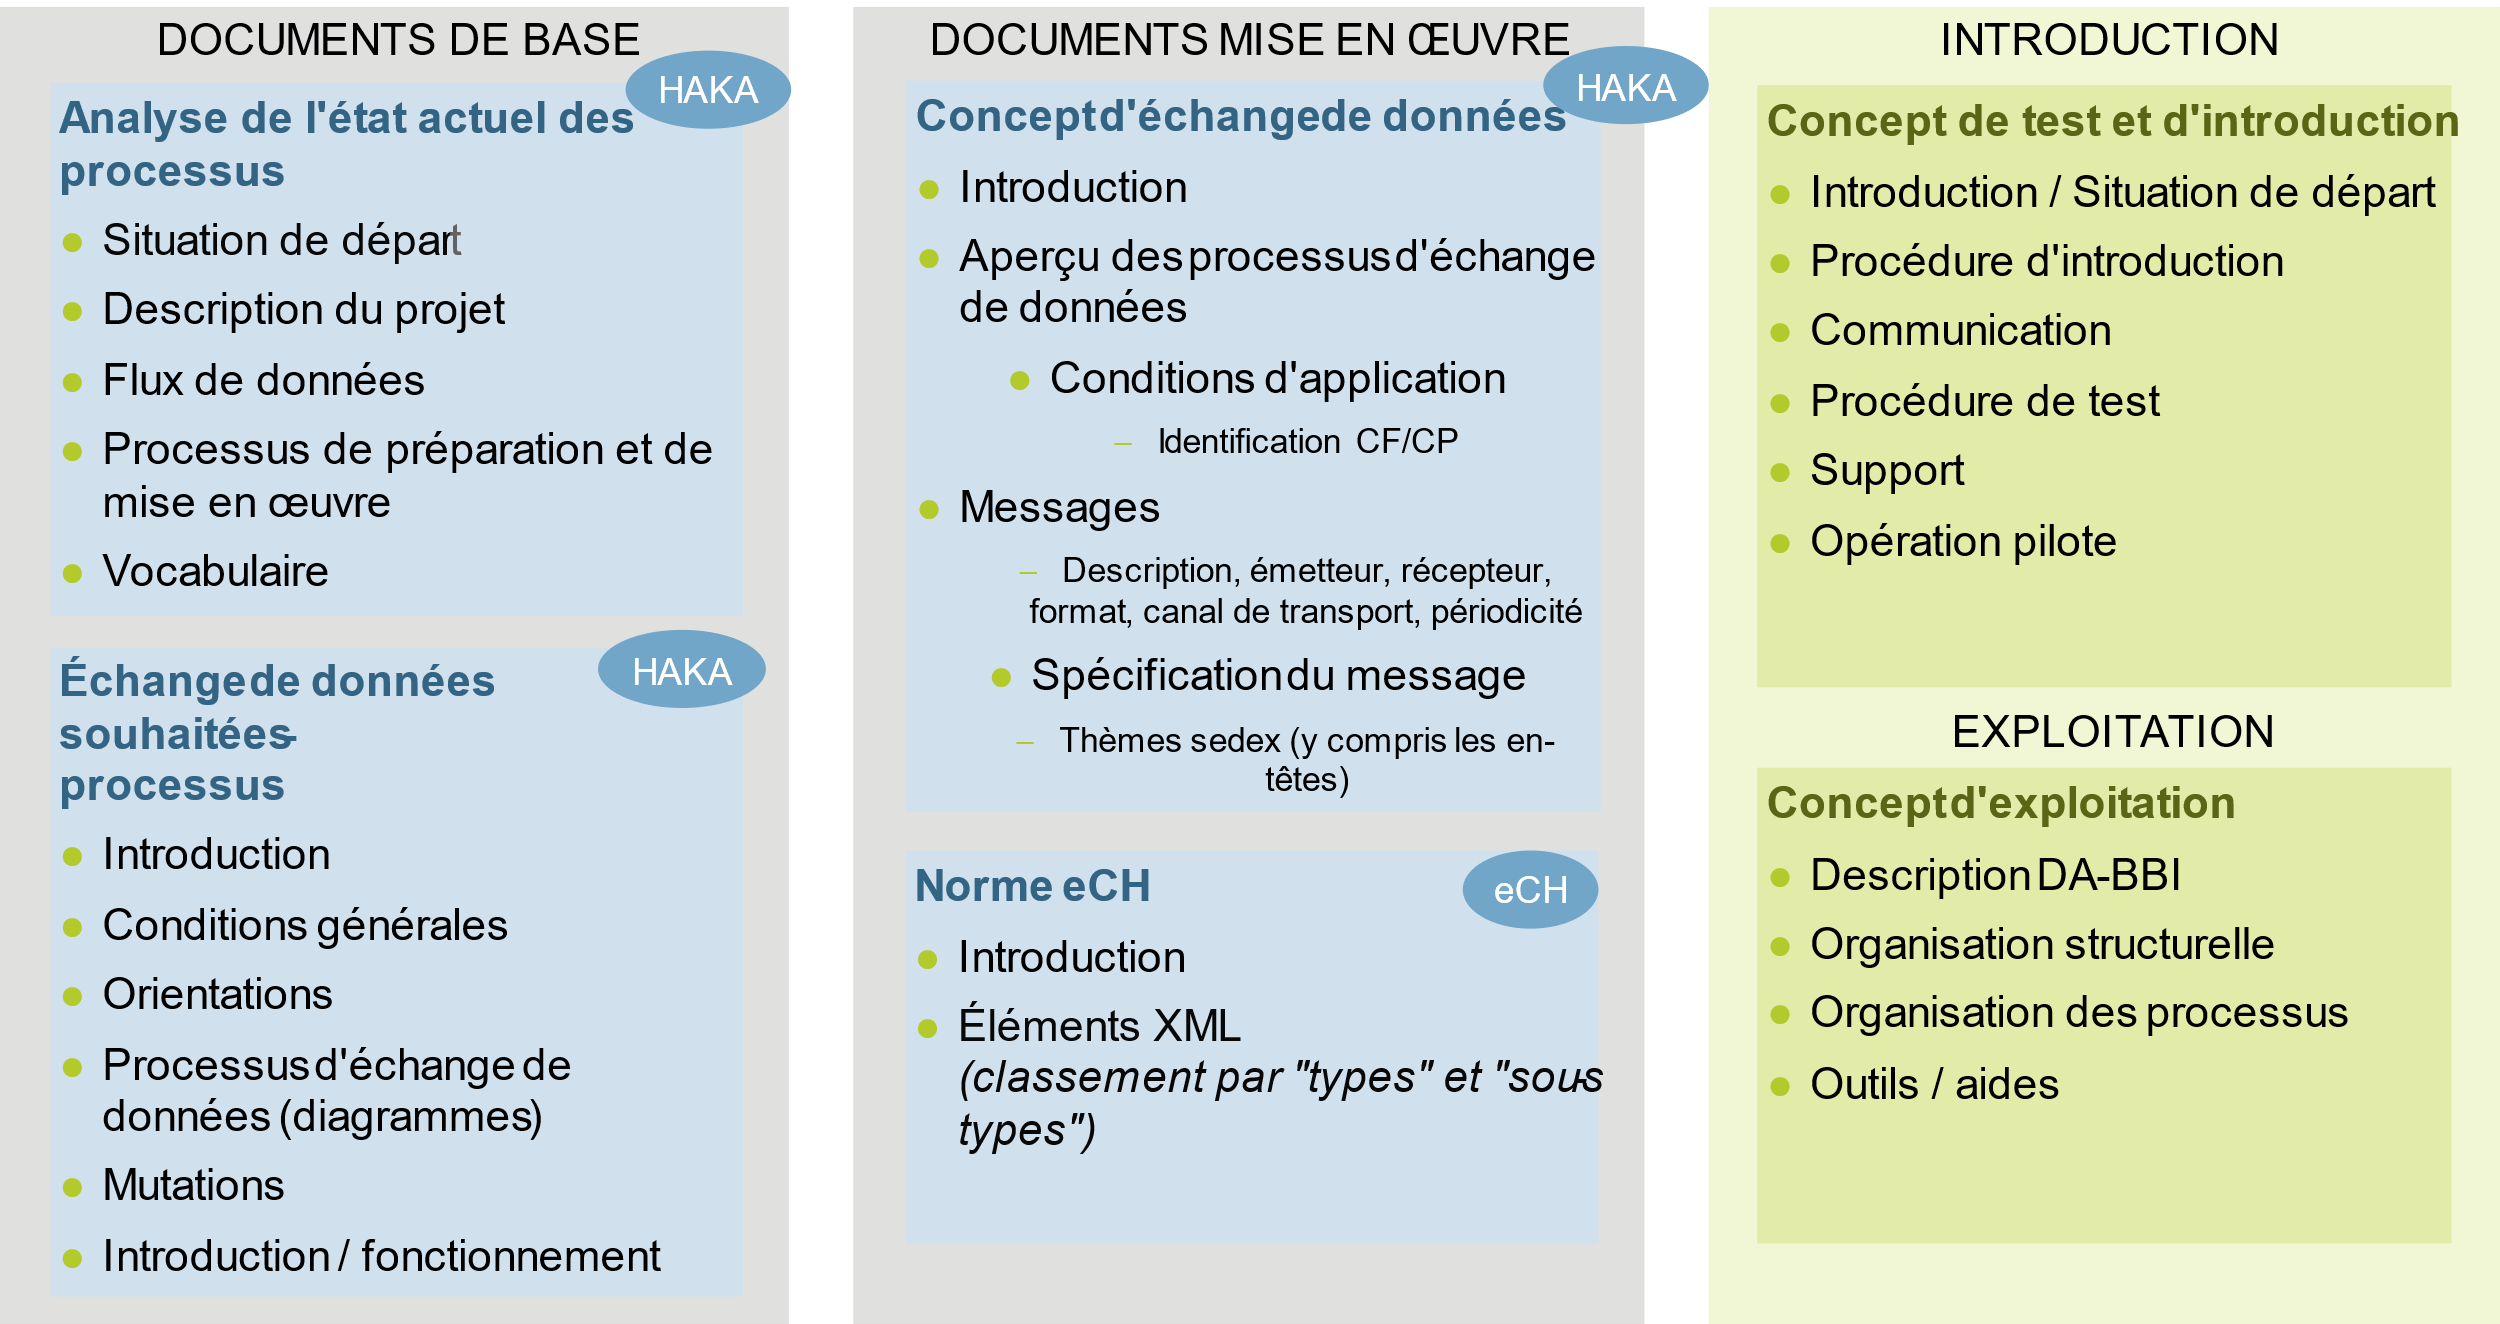 DOCUMENTS DE BASE
HAKA
Analyse de l'état actuel des
processus
Situation de départ
Description du projet
Flux de données
Processus de préparation et de
mise en œuvre
Vocabulaire
HAKA
Échange de données
souhaitées-
processus
Introduction
Conditions générales
Orientations
Processus d'échange de
données (diagrammes)
Mutations
Introduction / fonctionnement
DOCUMENTS MISE EN ŒUVRE
HAKA
Concept d'échange de données
Introduction
Aperçu des processus d'échange
de données
Conditions d'application
– Identification CF/CP
Messages
– Description, émetteur, récepteur,
format, canal de transport, périodicité
Spécification du message
– Thèmes sedex (y compris les en-
têtes)
Norme eCH
eCH
Introduction
Éléments XML
(classement par "types" et "sous-
types")
INTRODUCTION
Concept de test et d'introduction
Introduction / Situation de départ
Procédure d'introduction
Communication
Procédure de test
Support
Opération pilote
EXPLOITATION
Concept d'exploitation
Description DA-BBI
Organisation structurelle
Organisation des processus
Outils / aides